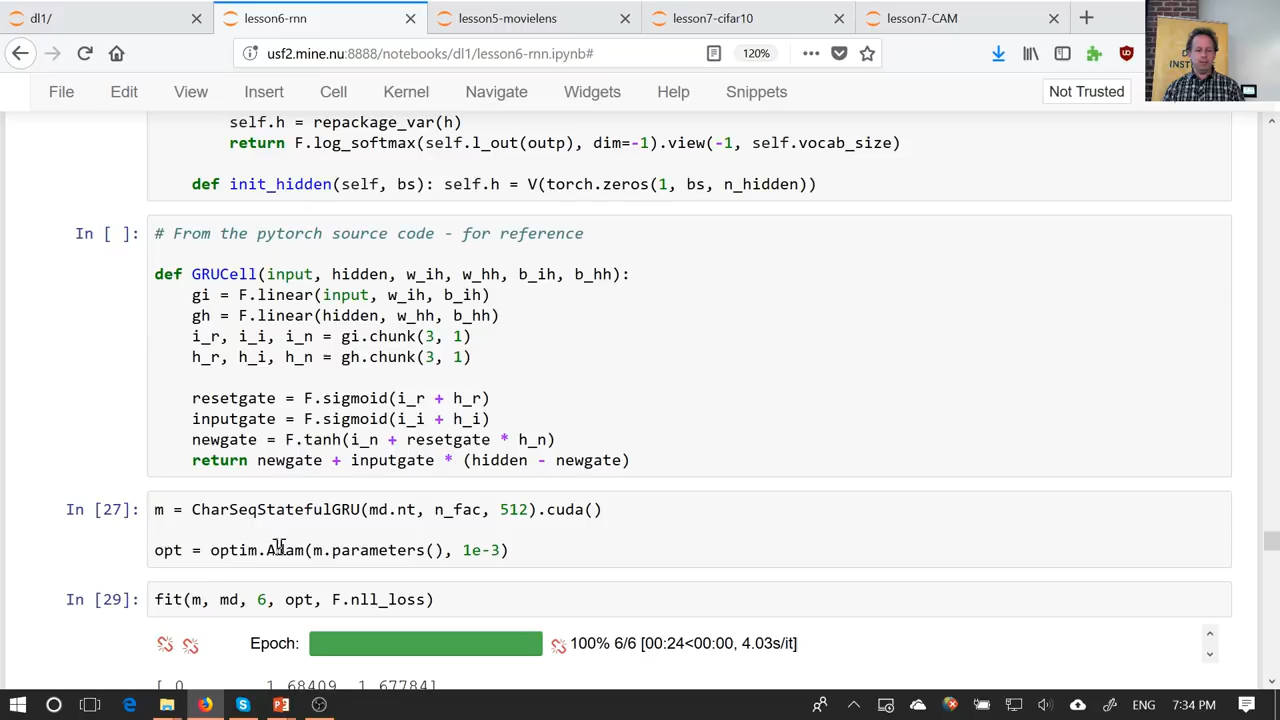 dl1/
lesson6-rnn
lesson5-movielens
lesson7-cifar10
lesson7-CAM
usf2.mine.nu:8888/notebooks/dl1/lesson6-rnn.ipynb#
120%
File Edit View Insert Cell Kernel Navigate Widgets Help Snippets
Not Trusted
self.h = repackage_var(h)
return F.log_softmax(self.l_out(outp), dim=-1).view(-1, self.vocab_size)
def init_hidden(self, bs): self.h = V(torch.zeros(1, bs, n_hidden))
In [ ]:
# From the pytorch source code - for reference
def GRUCell(input, hidden, w_ih, w_hh, b_ih, b_hh):
gi = F.linear(input, w_ih, b_ih)
gh = F.linear(hidden, w_hh, b_hh)
i_r, i_i, i_n = gi.chunk(3, 1)
h_r, h_i, h_n = gh.chunk(3, 1)
resetgate = F.sigmoid(i_r + h_r)
inputgate = F.sigmoid(i_i + h_i)
newgate = F.tanh(i_n + resetgate * h_n)
return newgate + inputgate * (hidden - newgate)
In [27]:
m = CharSeqStatefulGRU(md.nt, n_fac, 512).cuda()
opt = optim.Adam(m.parameters(), 1e-3)
In [29]:
fit(m, md, 6, opt, F.nll_loss)
Epoch: 100% 6/6 [00:24<00:00, 4.03s/it]
[ 0. 1.68409 1.67784]
ENG 7:34 PM